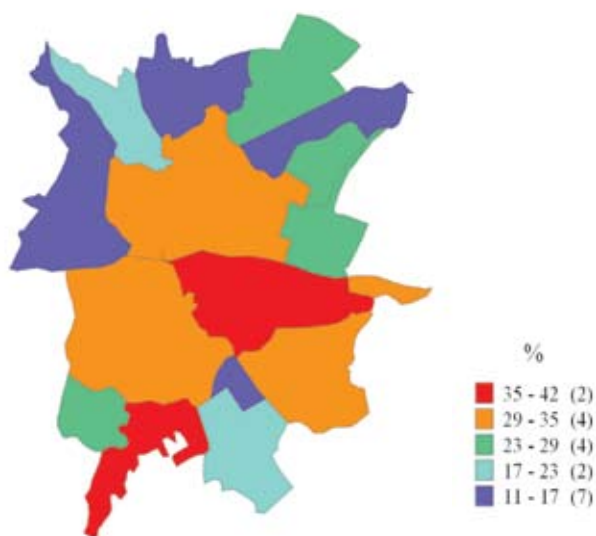 %
35 - 42 (2)
29 - 35 (4)
23 - 29 (4)
17 - 23 (2)
11 - 17 (7)